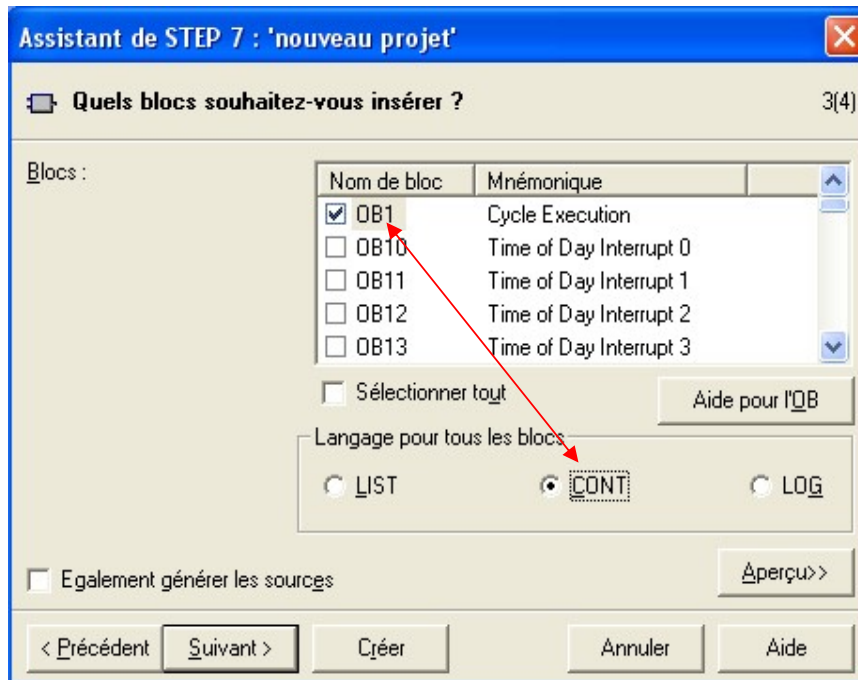 Assistant de STEP 7 : 'nouveau projet'
Quels blocs souhaitez-vous insérer ? 3(4)
Blocs :
Nom de bloc Mnémonique
OB1 Cycle Execution
OB10 Time of Day Interrupt 0
OB11 Time of Day Interrupt 1
OB12 Time of Day Interrupt 2
OB13 Time of Day Interrupt 3
Sélectionner tout Aide pour l'OB
Langage pour tous les blocs
LIST CONT LOG
Egalement générer les sources Aperçu>>
< Précédent Suivant > Créer Annuler Aide